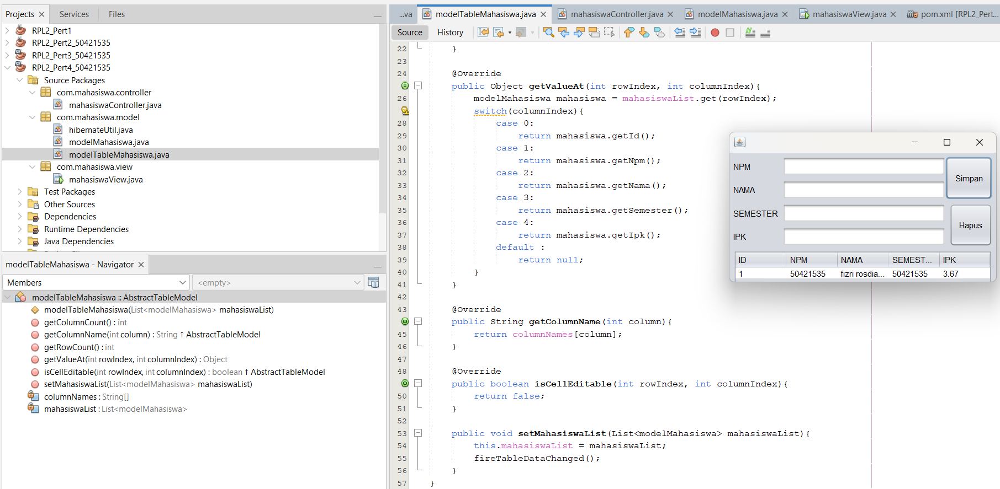 Projects
Services
Files
RPL2_Pert1
RPL2_Pert2_50421535
RPL2_Pert3_50421535
RPL2_Pert4_50421535
Source Packages
com.mahasiswa.controller
mahasiswaController.java
com.mahasiswa.model
hibernateUtil.java
modelMahasiswa.java
modelTableMahasiswa.java
com.mahasiswa.view
mahasiswaView.java
Test Packages
Other Sources
Dependencies
Runtime Dependencies
Java Dependencies
modelTableMahasiswa - Navigator
Members
<empty>
modelTableMahasiswa :: AbstractTableModel
modelTableMahasiswa(List<modelMahasiswa> mahasiswaList)
getColumnCount() : int
getColumnName(int column) : String ↑ AbstractTableModel
getRowCount() : int
getValueAt(int rowIndex, int columnIndex) : Object
isCellEditable(int rowIndex, int columnIndex) : boolean ↑ AbstractTableModel
setMahasiswaList(List<modelMahasiswa> mahasiswaList)
columnNames : String[]
mahasiswaList : List<modelMahasiswa>
...va
modelTableMahasiswa.java
mahasiswaController.java
modelMahasiswa.java
mahasiswaView.java
pom.xml [RPL2_Pert...
Source
History
22 }
23
24 @Override
public Object getValueAt(int rowIndex, int columnIndex){
26 modelMahasiswa mahasiswa = mahasiswaList.get(rowIndex);
switch(columnIndex){
28 case 0:
29 return mahasiswa.getId();
30 case 1:
31 return mahasiswa.getNpm();
32 case 2:
33 return mahasiswa.getNama();
34 case 3:
35 return mahasiswa.getSemester();
36 case 4:
37 return mahasiswa.getIpk();
38 default :
39 return null;
40 }
41 }
42
43 @Override
public String getColumnName(int column){
45 return columnNames[column];
46 }
47
48 @Override
public boolean isCellEditable(int rowIndex, int columnIndex){
50 return false;
51 }
52
53 public void setMahasiswaList(List<modelMahasiswa> mahasiswaList){
54 this.mahasiswaList = mahasiswaList;
55 fireTableDataChanged();
56 }
57 }
NPM
Simpan
NAMA
SEMESTER
Hapus
IPK
ID NPM NAMA SEMEST... IPK
1 50421535 fizri rosdia... 50421535 3.67